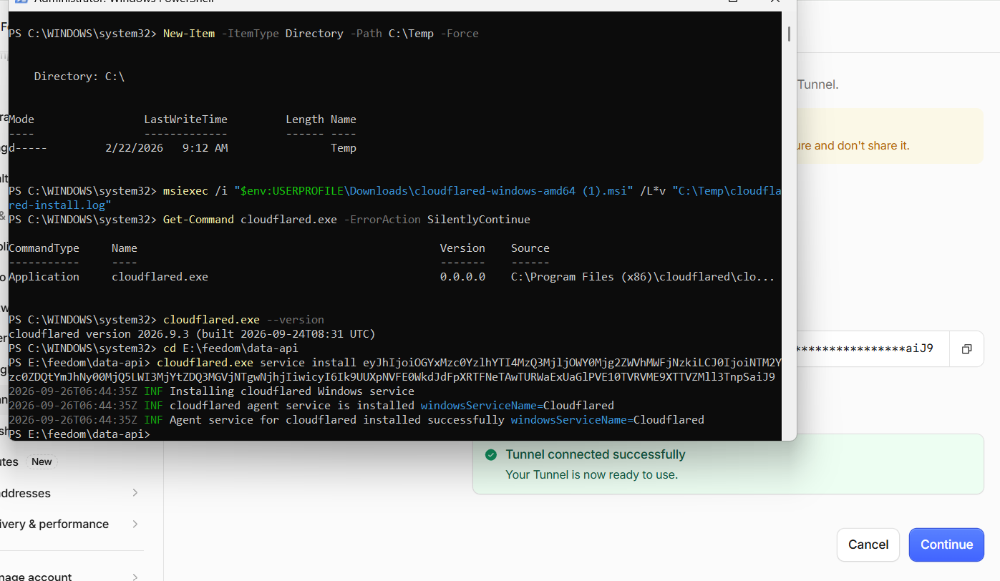 Administrator: Windows PowerShell
PS C:\WINDOWS\system32> New-Item -ItemType Directory -Path C:\Temp -Force
Directory: C:\
Mode LastWriteTime Length Name
---- ------------- ------ ----
d----- 2/22/2026 9:12 AM Temp
PS C:\WINDOWS\system32> msiexec /i "$env:USERPROFILE\Downloads\cloudflared-windows-amd64 (1).msi" /L*v "C:\Temp\cloudfla
red-install.log"
PS C:\WINDOWS\system32> Get-Command cloudflared.exe -ErrorAction SilentlyContinue
CommandType Name Version Source
----------- ---- ------- ------
Application cloudflared.exe 0.0.0.0 C:\Program Files (x86)\cloudflared\clo...
PS C:\WINDOWS\system32> cloudflared.exe --version
cloudflared version 2026.9.3 (built 2026-09-24T08:31 UTC)
PS C:\WINDOWS\system32> cd E:\feedom\data-api
PS E:\feedom\data-api> cloudflared.exe service install
2026-09-26T06:44:35Z INF Installing cloudflared Windows service
2026-09-26T06:44:35Z INF cloudflared agent service is installed windowsServiceName=Cloudflared
2026-09-26T06:44:35Z INF Agent service for cloudflared installed successfully windowsServiceName=Cloudflared
PS E:\feedom\data-api>
Tunnel.
ure and don't share it.
****************aiJ9
Tunnel connected successfully
Your Tunnel is now ready to use.
Cancel
Continue
utes New
ddresses
ivery & performance
nage account